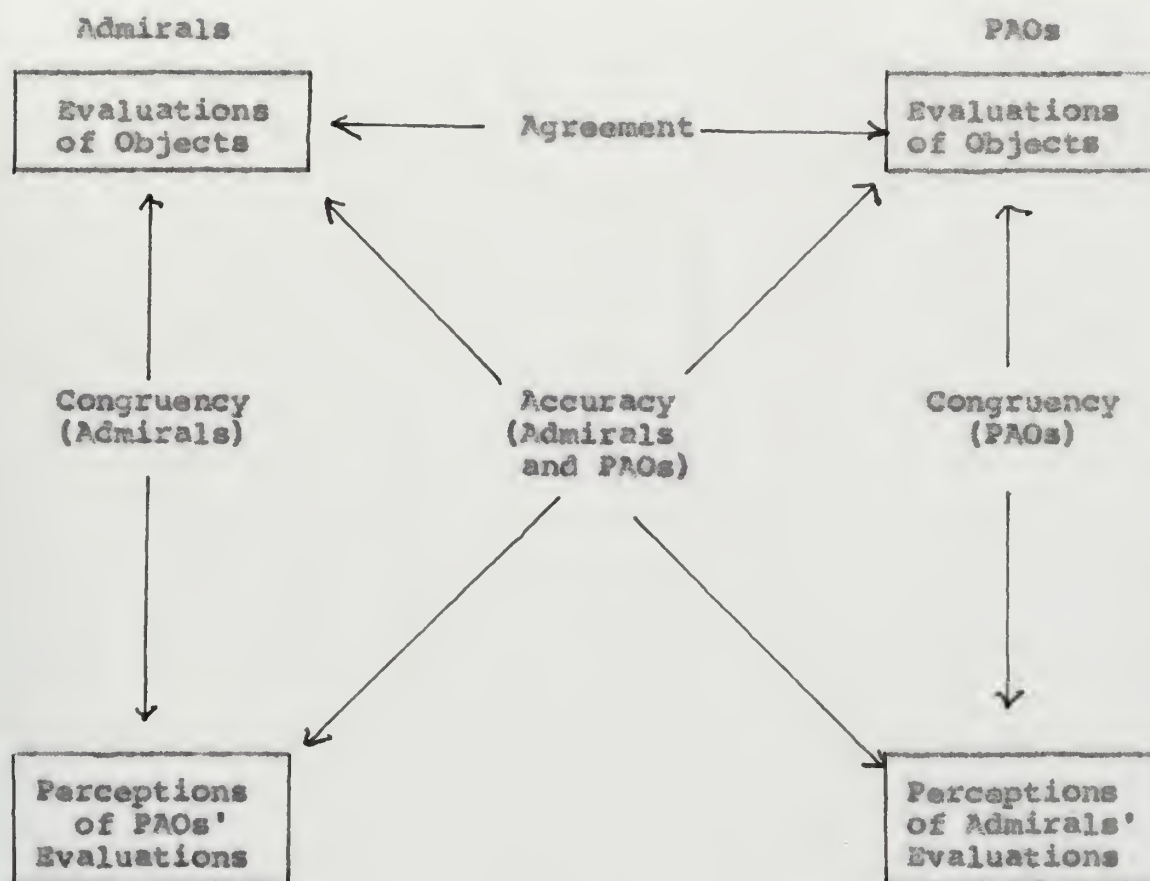 Admirals PAOs
Evaluations
of Objects
Agreement
Evaluations
of Objects
Congruency
(Admirals)
Accuracy
(Admirals
and PAOs)
Congruency
(PAOs)
Perceptions
of PAOs'
Evaluations
Perceptions
of Admirals'
Evaluations